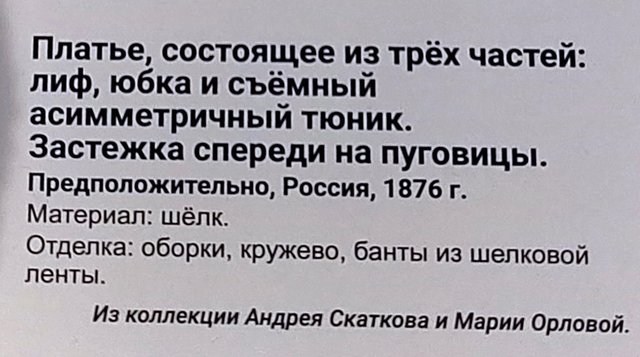 Платье, состоящее из трёх частей:
лиф, юбка и съёмный
асимметричный тюник.
Застежка спереди на пуговицы.
Предположительно, Россия, 1876 г.
Материал: шёлк.
Отделка: оборки, кружево, банты из шелковой
ленты.
Из коллекции Андрея Скаткова и Марии Орловой.